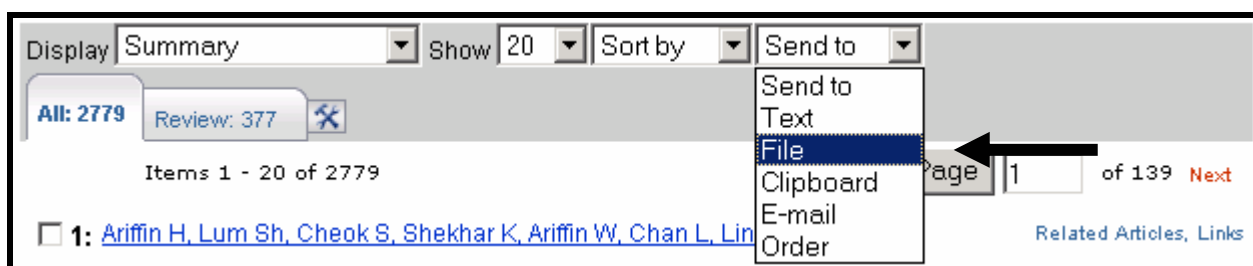 Display Summary Show 20 Sort by Send to
Send to
All: 2779 Review: 377
Text
File
Items 1 - 20 of 2779 Page 1 of 139 Next
Clipboard
E-mail
1: Ariffin H, Lum Sh, Cheok S, Shekhar K, Ariffin W, Chan L, Lin Related Articles, Links
Order